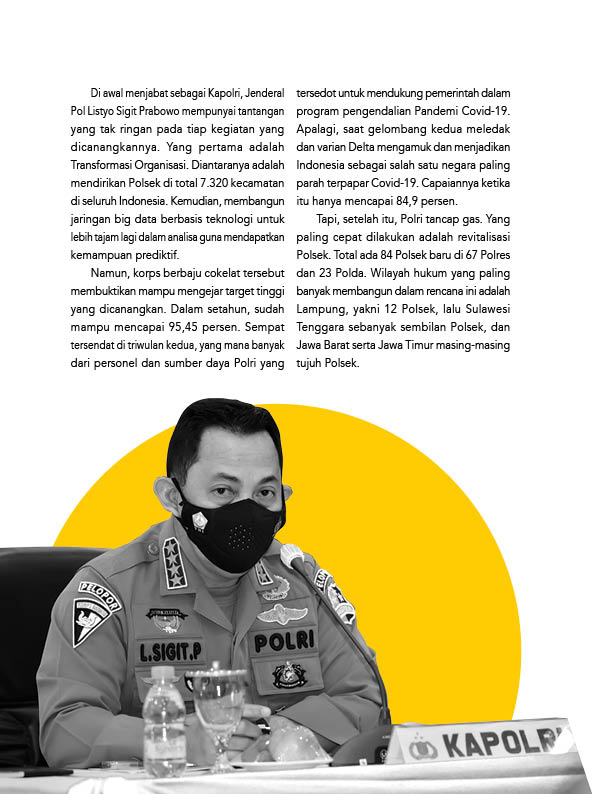 Di awal menjabat sebagai Kapolri, Jenderal
Pol Listyo Sigit Prabowo mempunyai tantangan
yang tak ringan pada tiap kegiatan yang
dicanangkannya. Yang pertama adalah
Transformasi Organisasi. Diantaranya adalah
mendirikan Polsek di total 7.320 kecamatan
di seluruh Indonesia. Kemudian, membangun
jaringan big data berbasis teknologi untuk
lebih tajam lagi dalam analisa guna mendapatkan
kemampuan prediktif.
Namun, korps berbaju cokelat tersebut
membuktikan mampu mengejar target tinggi
yang dicanangkan. Dalam setahun, sudah
mampu mencapai 95,45 persen. Sempat
tersendat di triwulan kedua, yang mana banyak
dari personel dan sumber daya Polri yang
tersedot untuk mendukung pemerintah dalam
program pengendalian Pandemi Covid-19.
Apalagi, saat gelombang kedua meledak
dan varian Delta mengamuk dan menjadikan
Indonesia sebagai salah satu negara paling
parah terpapar Covid-19. Capaiannya ketika
itu hanya mencapai 84,9 persen.
Tapi, setelah itu, Polri tancap gas. Yang
paling cepat dilakukan adalah revitalisasi
Polsek. Total ada 84 Polsek baru di 67 Polres
dan 23 Polda. Wilayah hukum yang paling
banyak membangun dalam rencana ini adalah
Lampung, yakni 12 Polsek, lalu Sulawesi
Tenggara sebanyak sembilan Polsek, dan
Jawa Barat serta Jawa Timur masing-masing
tujuh Polsek.
PELOPOR
L.SIGIT.P
POLRI
KAPOLRI